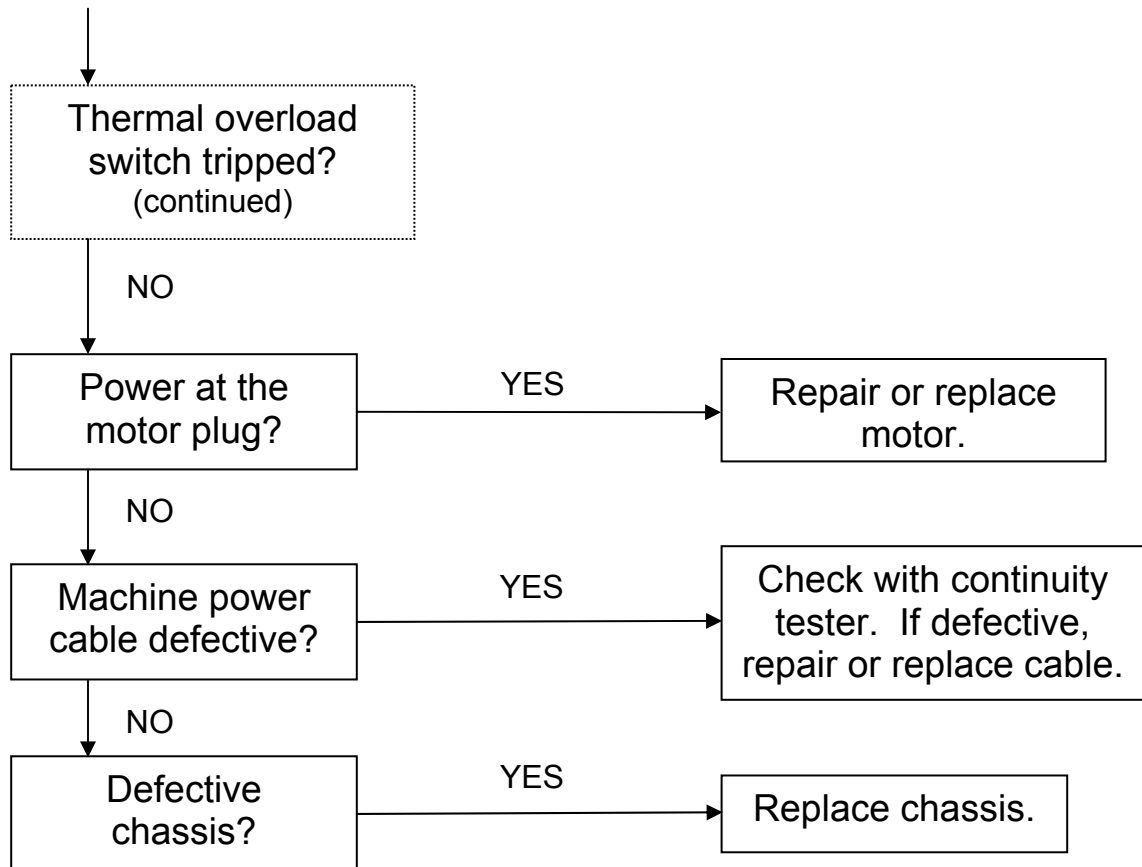 Thermal overload
switch tripped?
(continued)
NO
Power at the
motor plug?
YES
Repair or replace
motor.
NO
Machine power
cable defective?
YES
Check with continuity
tester.  If defective,
repair or replace cable.
NO
Defective
chassis?
YES
Replace chassis.